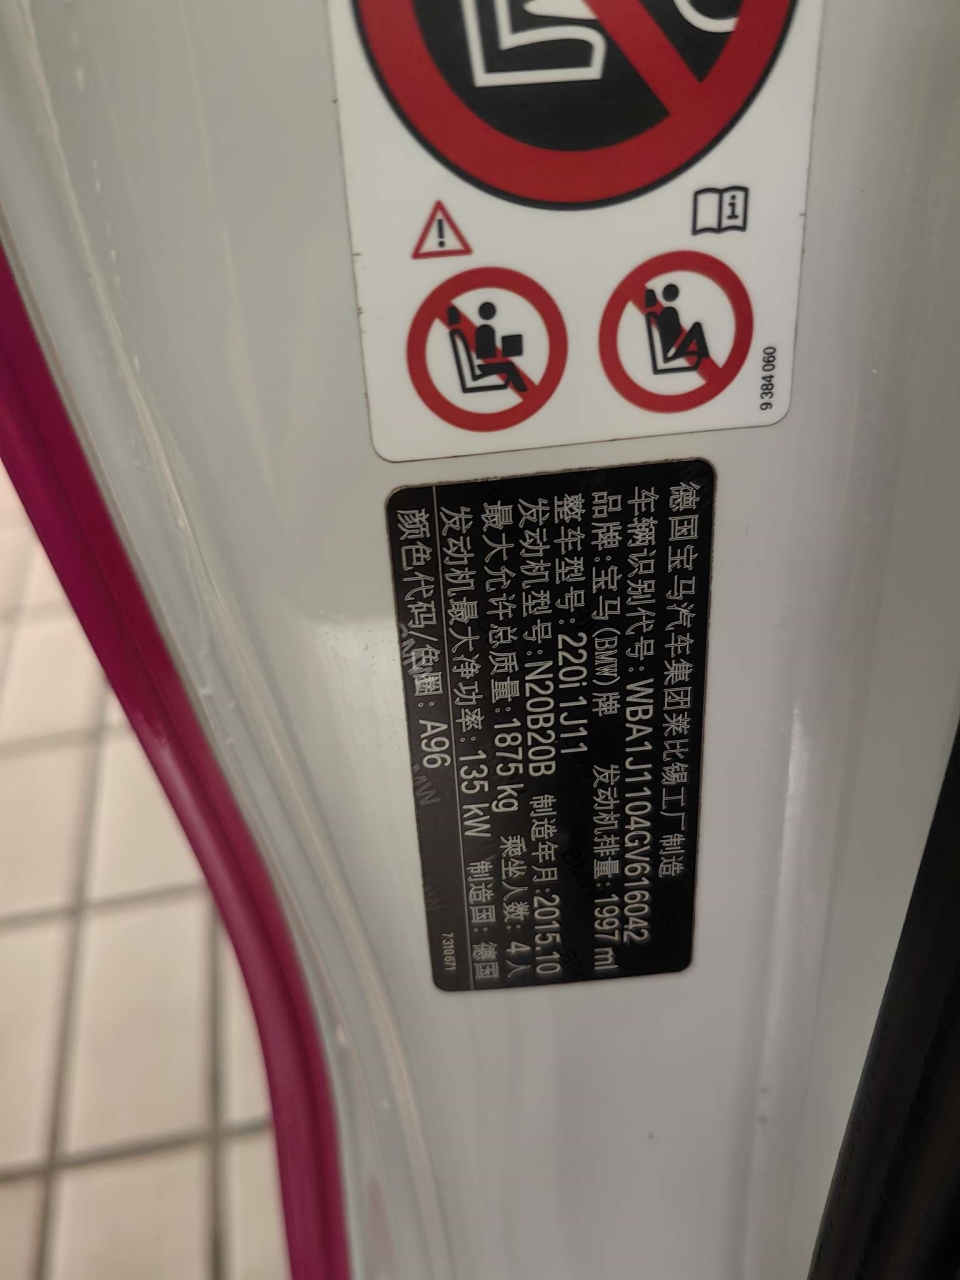 9 384 060
德国宝马汽车集团莱比锡工厂制造
车辆识别代号: WBA1J1104GV616042
品牌:宝马(BMW)牌 发动机排量:1997 ml
整车型号:220i 1J11
发动机型号:N20B20B 制造年月:2015.10
最大允许总质量:1875 kg 乘坐人数: 4人
发动机最大净功率: 135 kW 制造国: 德国
颜色代码/色圈: A96
7310671